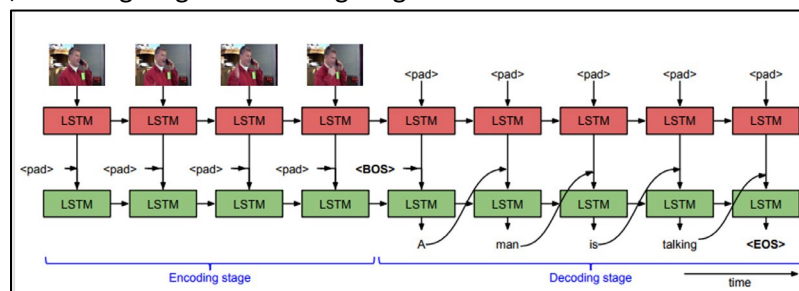 <pad> <pad> <pad> <pad> <pad>
LSTM LSTM LSTM LSTM LSTM LSTM LSTM LSTM LSTM
<pad> <pad> <pad> <pad> <BOS>
LSTM LSTM LSTM LSTM LSTM LSTM LSTM LSTM LSTM
A man is talking <EOS>
Encoding stage Decoding stage time